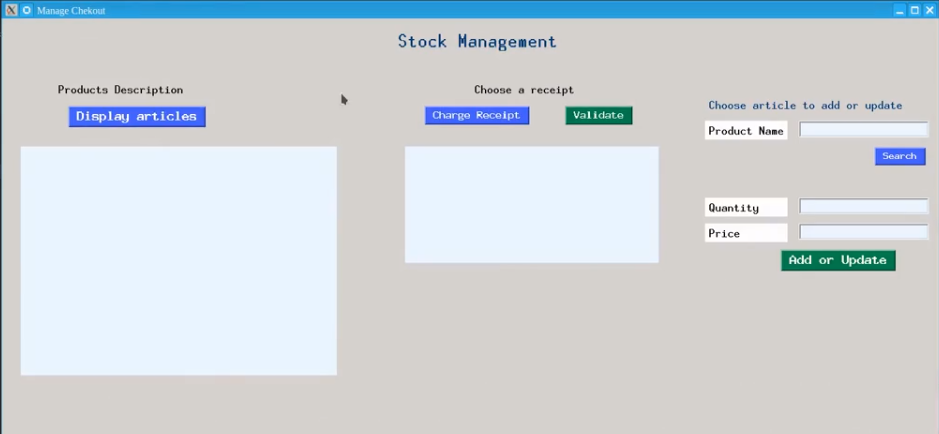 Manage Chekout
Stock Management
Products Description
Display articles
Choose a receipt
Charge Receipt
Validate
Choose article to add or update
Product Name
Search
Quantity
Price
Add or Update